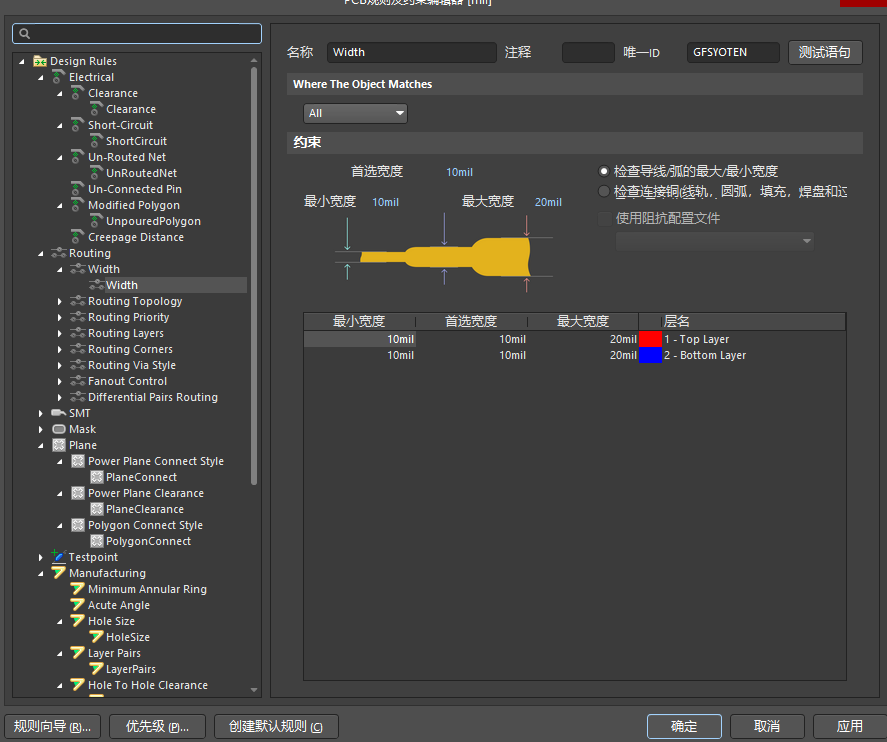 PCB规则及约束编辑器 [mil]
Design Rules
Electrical
Clearance
Clearance
Short-Circuit
ShortCircuit
Un-Routed Net
UnRoutedNet
Un-Connected Pin
Modified Polygon
UnpouredPolygon
Creepage Distance
Routing
Width
Width
Routing Topology
Routing Priority
Routing Layers
Routing Corners
Routing Via Style
Fanout Control
Differential Pairs Routing
SMT
Mask
Plane
Power Plane Connect Style
PlaneConnect
Power Plane Clearance
PlaneClearance
Polygon Connect Style
PolygonConnect
Testpoint
Manufacturing
Minimum Annular Ring
Acute Angle
Hole Size
HoleSize
Layer Pairs
LayerPairs
Hole To Hole Clearance
名称 Width 注释 唯一ID GFSYOTEN 测试语句
Where The Object Matches
All
约束
首选宽度 10mil
最小宽度 10mil 最大宽度 20mil
检查导线/弧的最大/最小宽度
检查连接铜(线轨，圆弧，填充，焊盘和过
使用阻抗配置文件
最小宽度 首选宽度 最大宽度 层名
10mil 10mil 20mil 1 - Top Layer
10mil 10mil 20mil 2 - Bottom Layer
规则向导 (R)... 优先级 (P)... 创建默认规则 (C) 确定 取消 应用